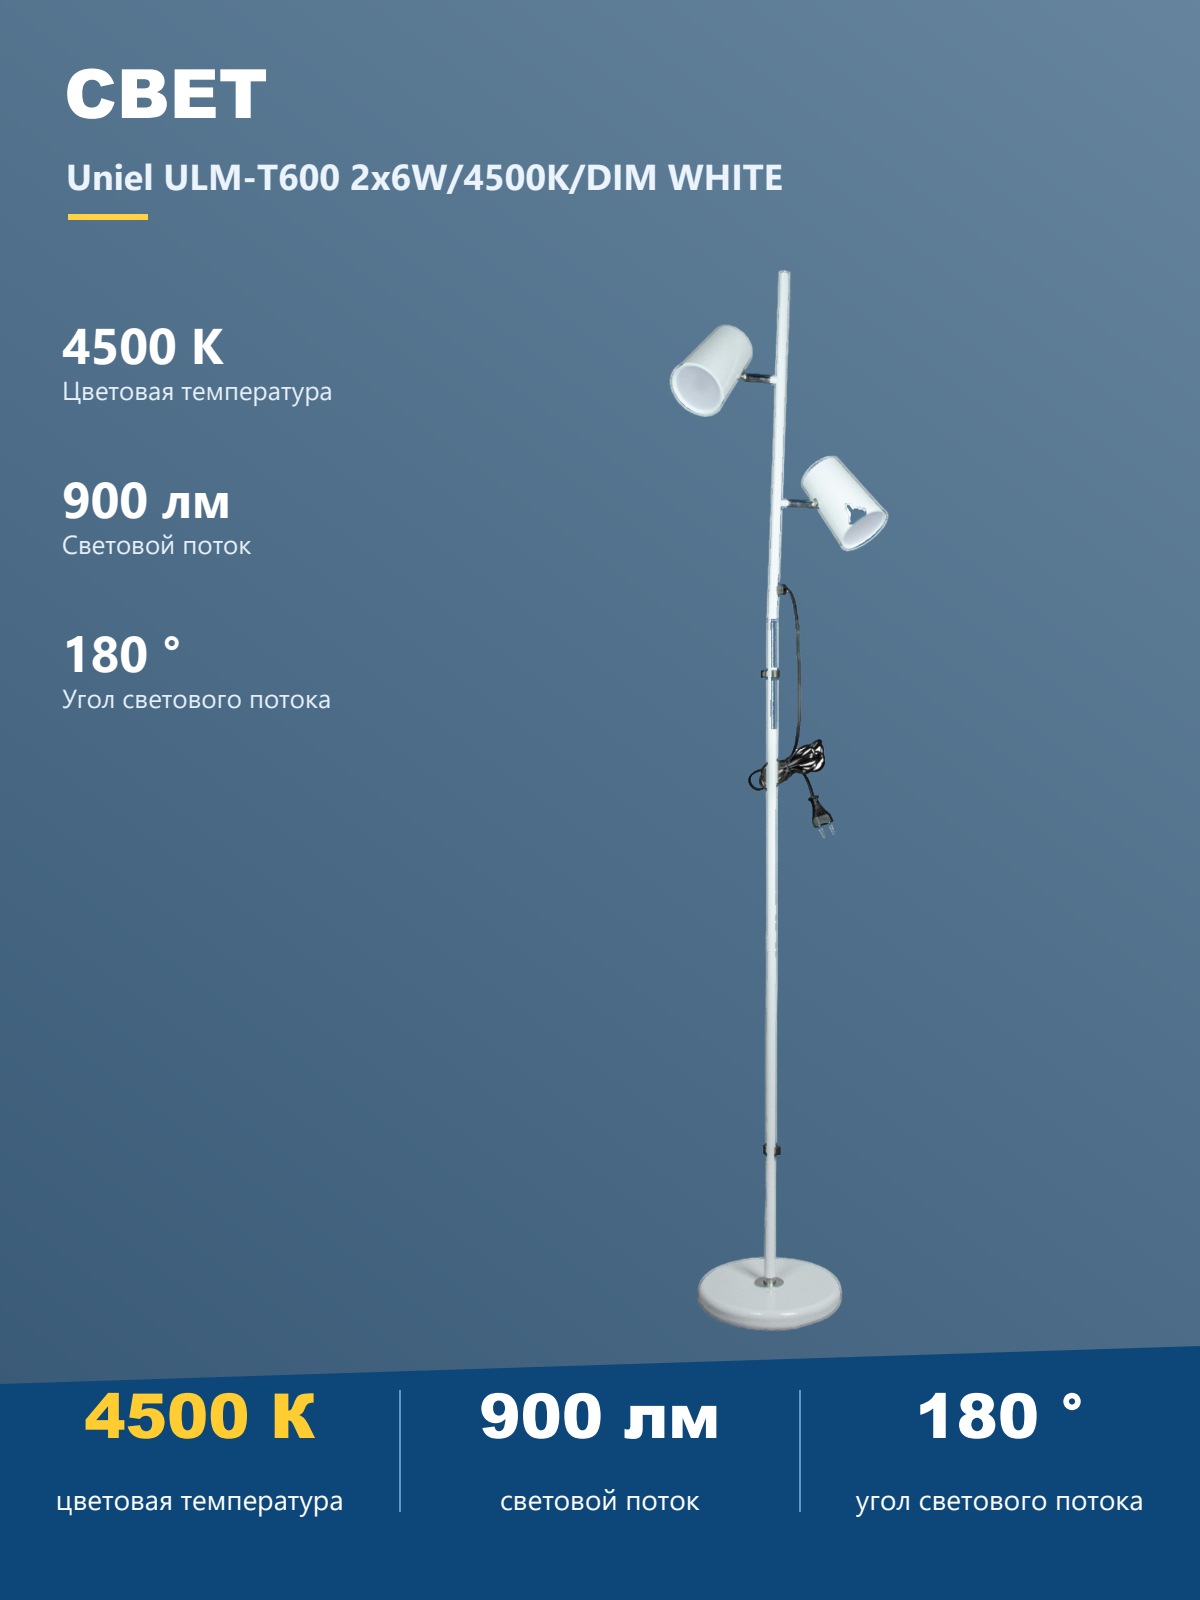 СВЕТ
Uniel ULM-T600 2x6W/4500K/DIM WHITE
4500 К
Цветовая температура
900 лм
Световой поток
180 °
Угол светового потока
4500 К
цветовая температура
900 лм
световой поток
180 °
угол светового потока